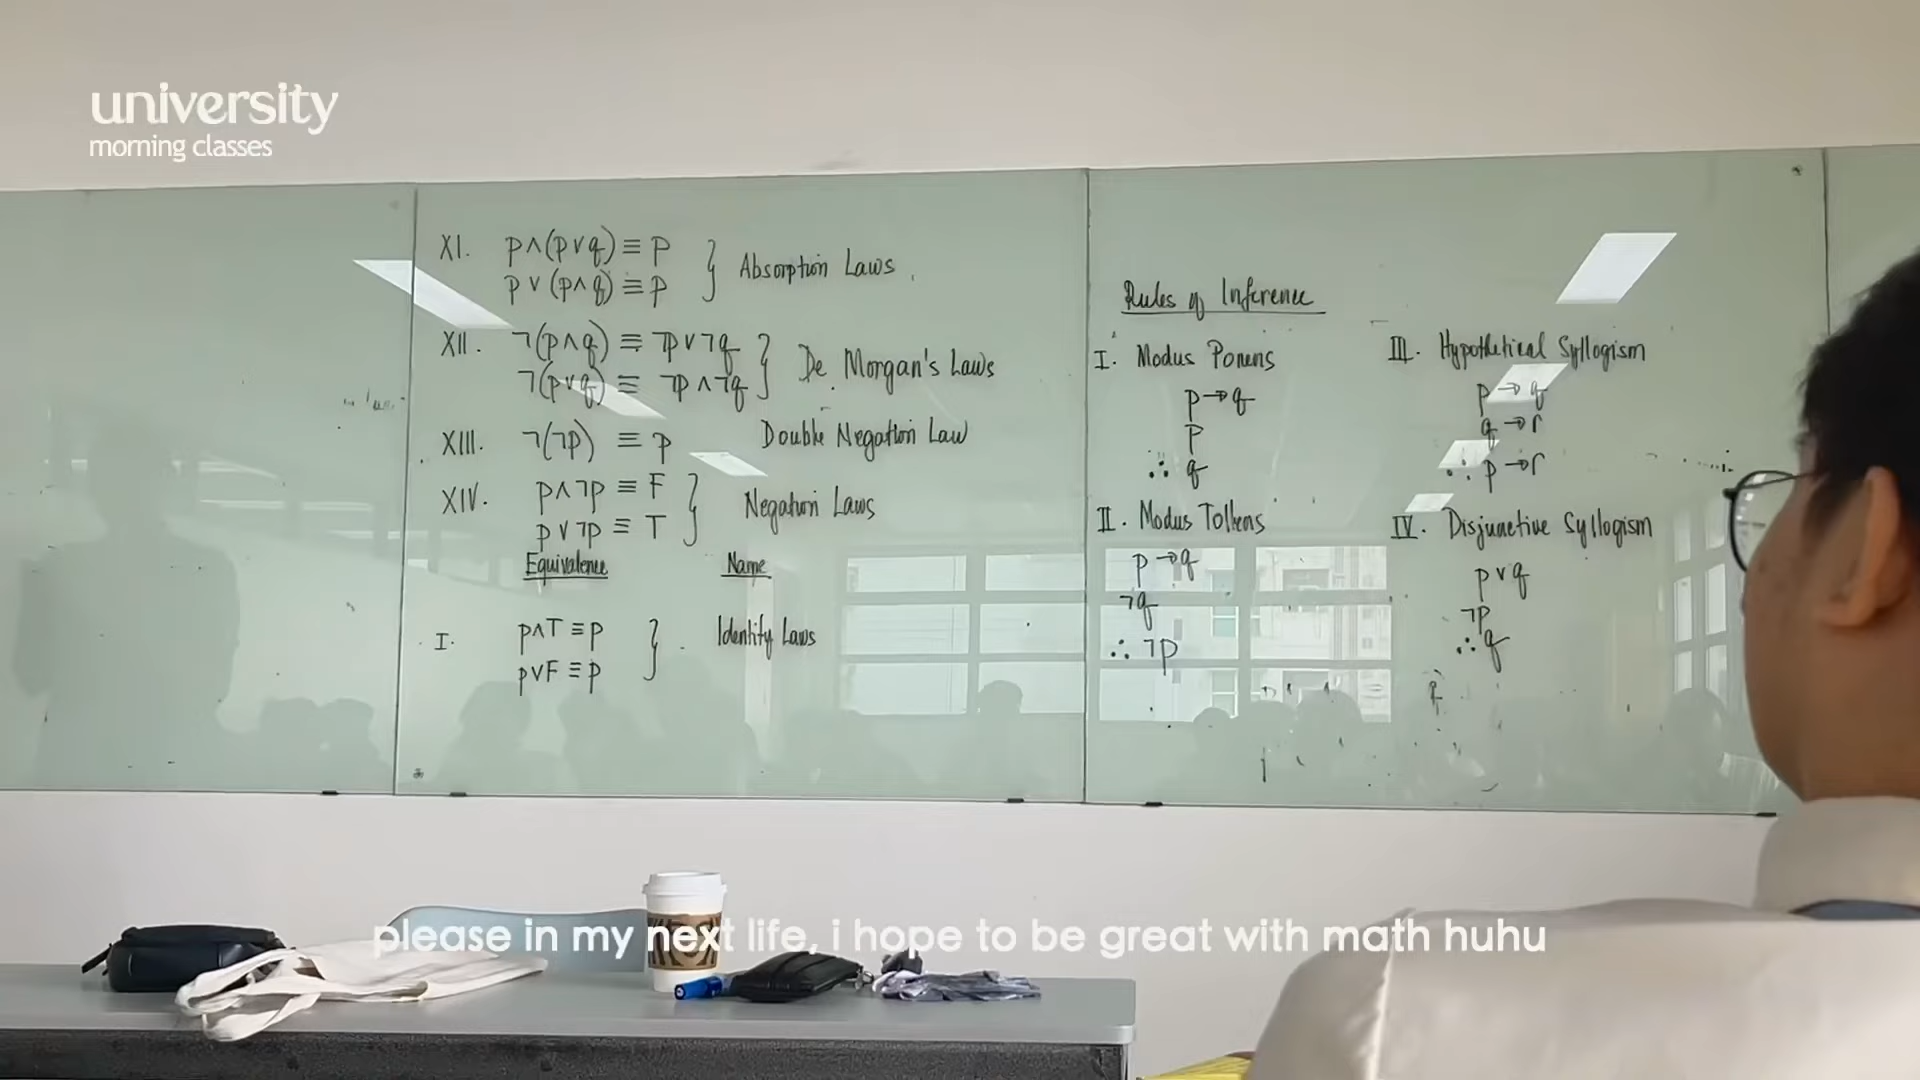 university
morning classes
XI. p∧(p∨q)≡p
p∨(p∧q)≡p
Absorption Laws
XII. ¬(p∧q)≡¬p∨¬q
¬(p∨q)≡¬p∧¬q
De Morgan's Laws
XIII. ¬(¬p)≡p Double Negation Law
XIV. p∧¬p≡F
p∨¬p≡T
Negation Laws
Equivalence Name
I. p∧T≡p
p∨F≡p
Identity Laws
Rules of Inference
I. Modus Ponens
p→q
p
∴ q
II. Modus Tollens
p→q
¬q
∴ ¬p
III. Hypothetical Syllogism
p→q
q→r
∴ p→r
IV. Disjunctive Syllogism
p∨q
¬p
∴ q
please in my next life, i hope to be great with math huhu